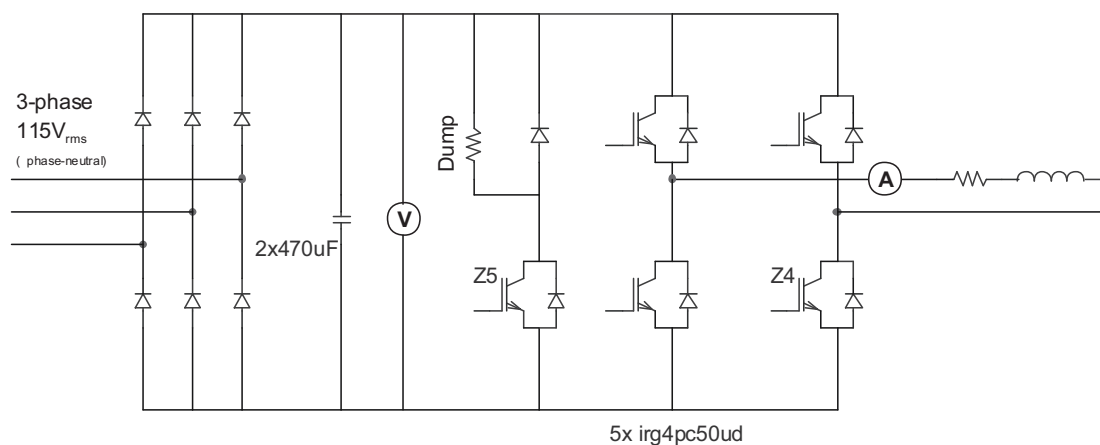 3-phase
115Vrms
( phase-neutral)
Dump
A
V
2x470uF
Z5
Z4
5x irg4pc50ud